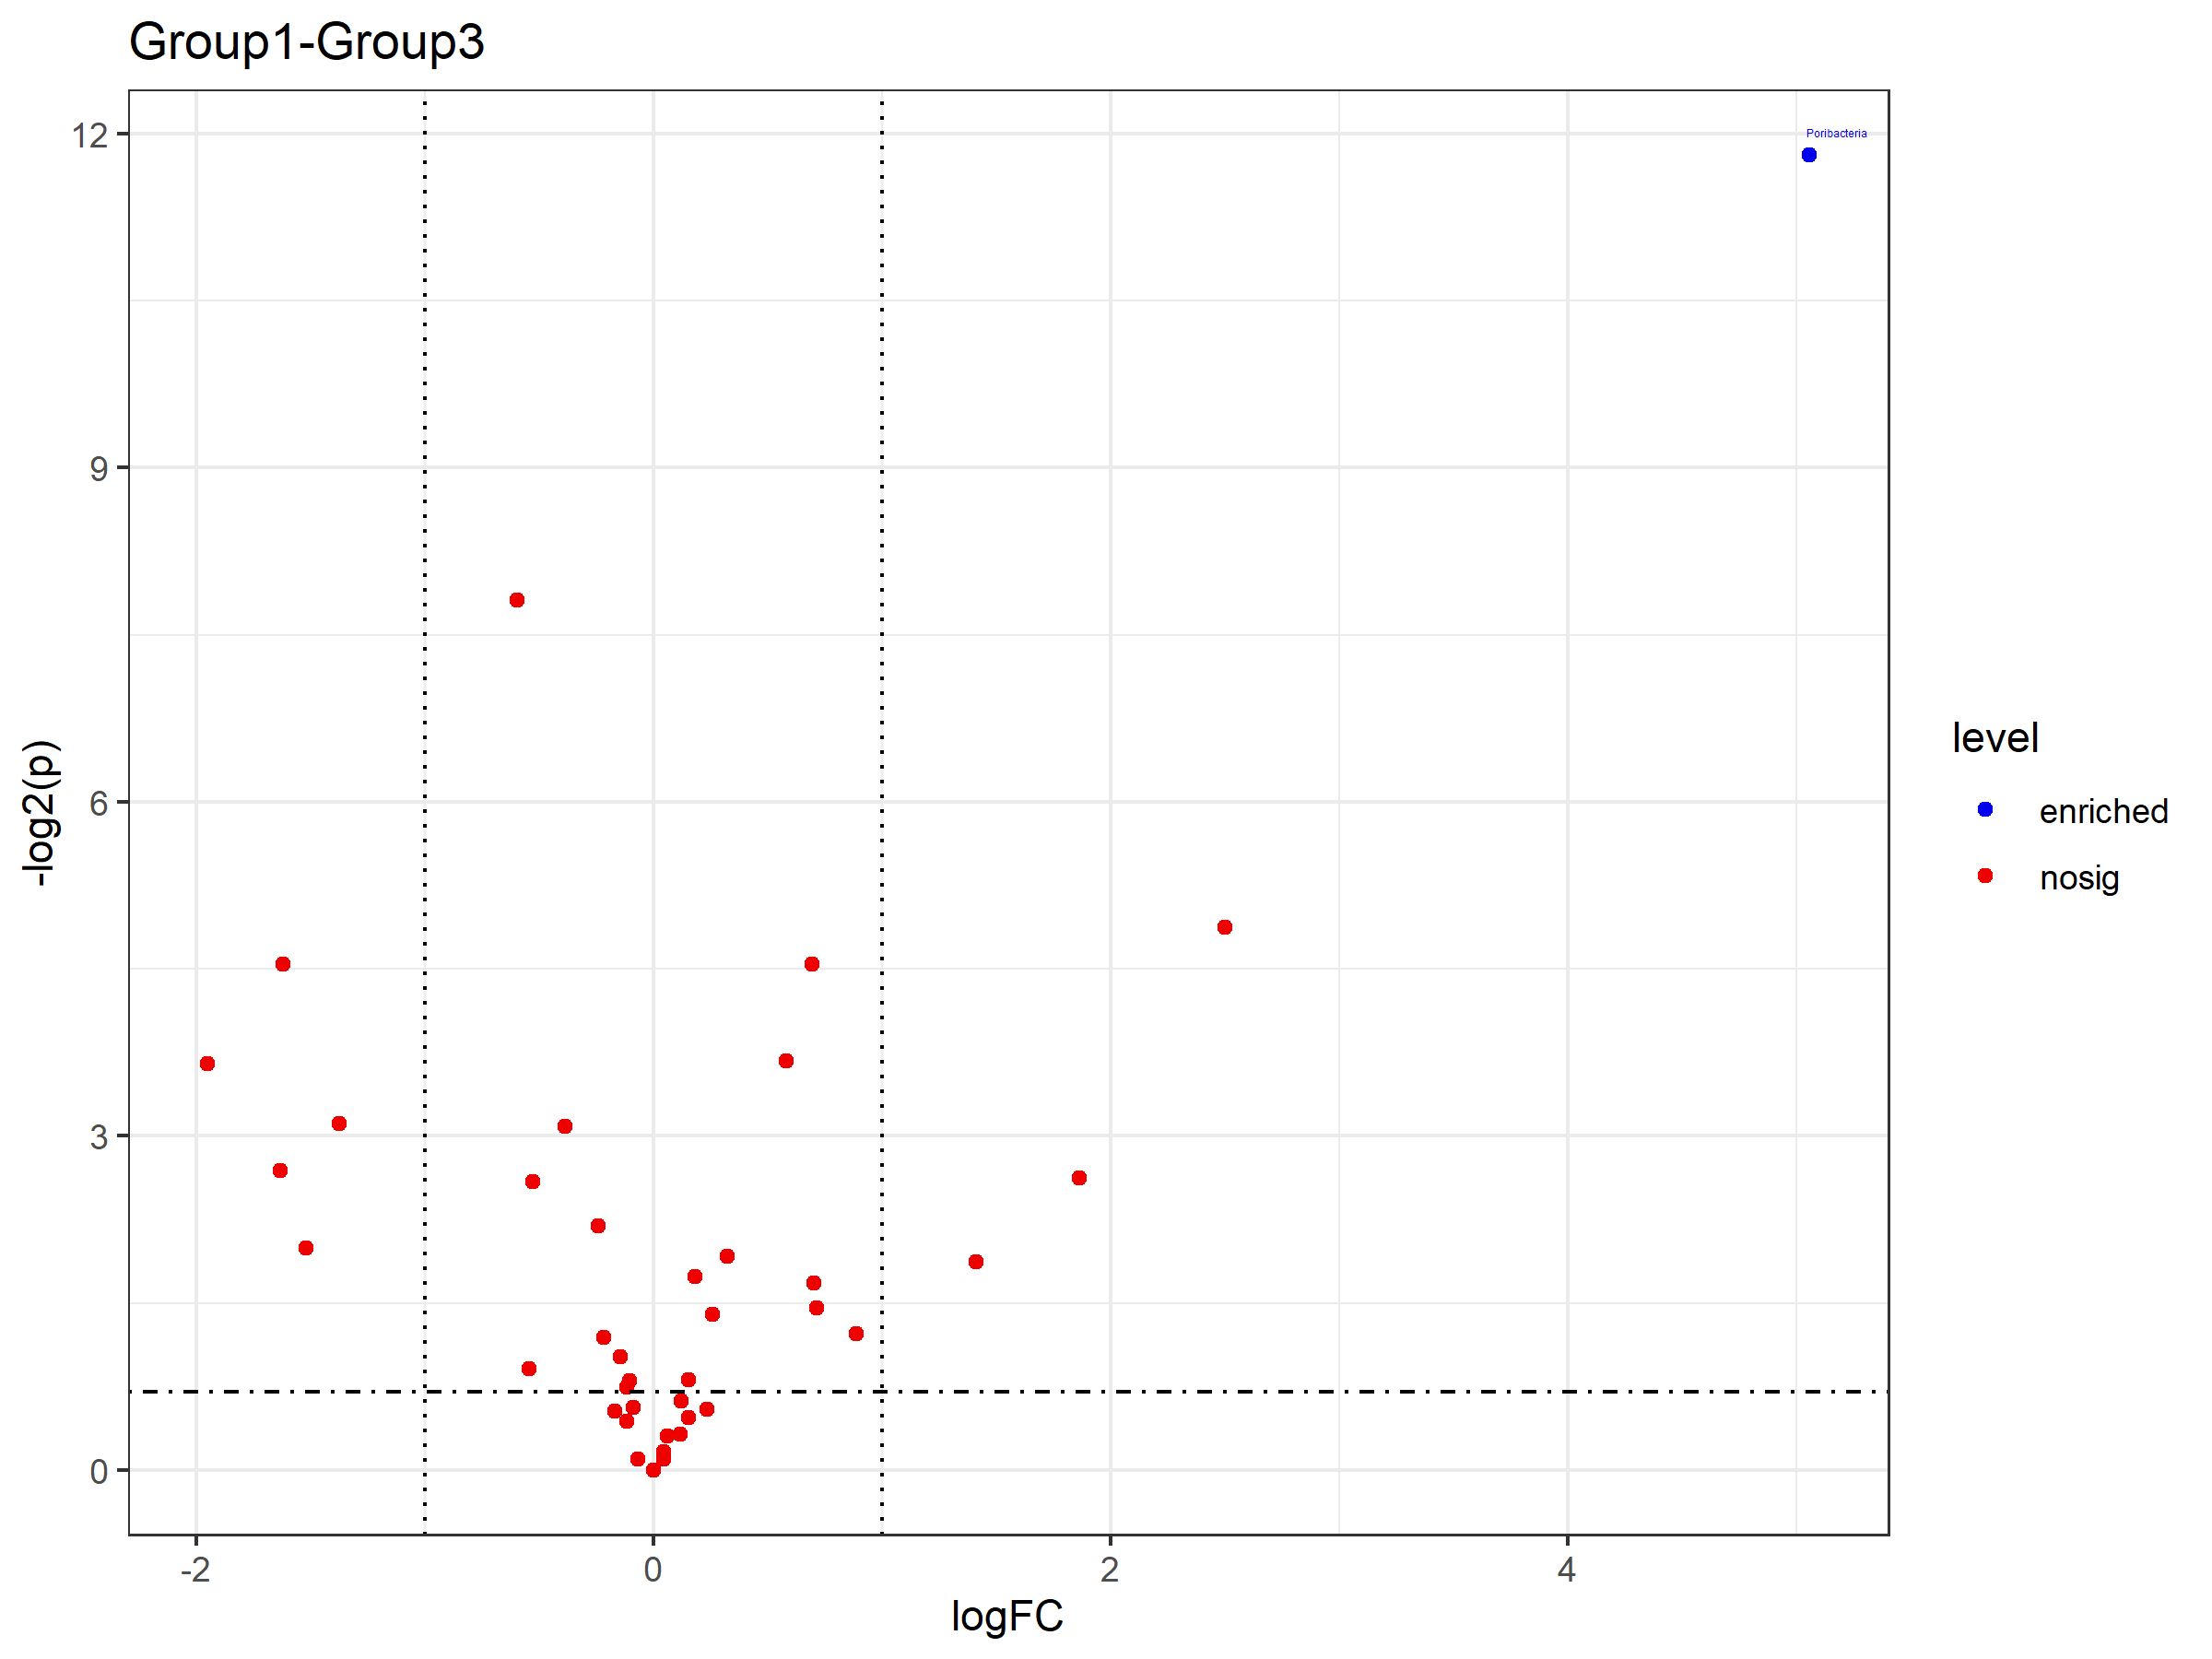 Group1-Group3
12
Poribacteria
9
6
3
0
-log2(p)
-2
0
2
4
logFC
level
enriched
nosig